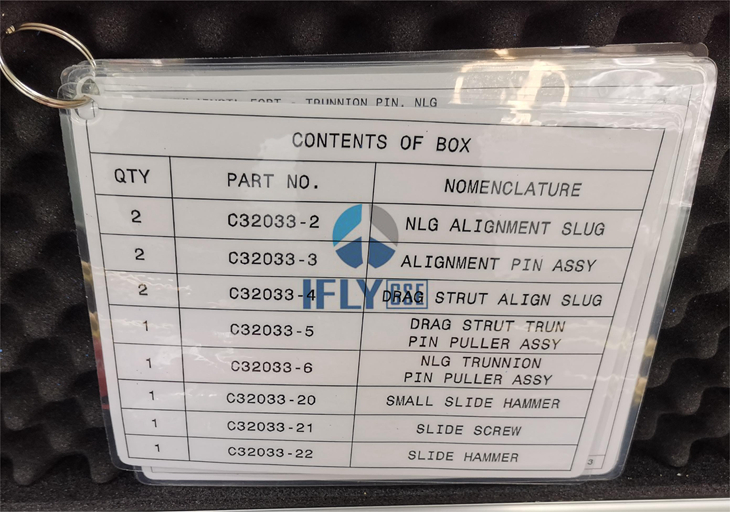 TRUNNION PIN, NLG
CONTENTS OF BOX
QTY PART NO. NOMENCLATURE
2 C32033-2 NLG ALIGNMENT SLUG
2 C32033-3 ALIGNMENT PIN ASSY
2 C32033-4 DRAG STRUT ALIGN SLUG
1 C32033-5 DRAG STRUT TRUN
PIN PULLER ASSY
1 C32033-6 NLG TRUNNION
PIN PULLER ASSY
1 C32033-20 SMALL SLIDE HAMMER
1 C32033-21 SLIDE SCREW
1 C32033-22 SLIDE HAMMER
3
IFLY GSE